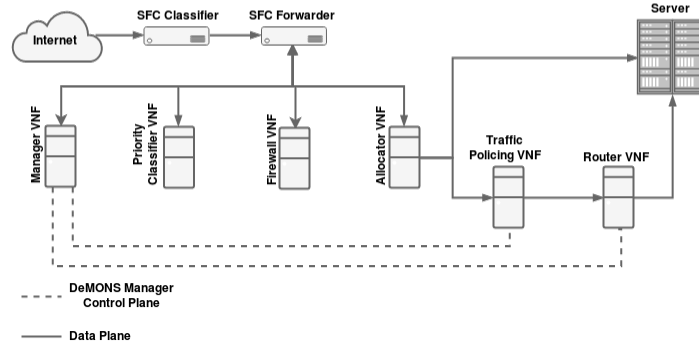 Internet
SFC Classifier
SFC Forwarder
Server
Manager VNF
Priority
Classifier VNF
Firewall VNF
Allocator VNF
Traffic
Policing VNF
Router VNF
DeMONS Manager
Control Plane
Data Plane